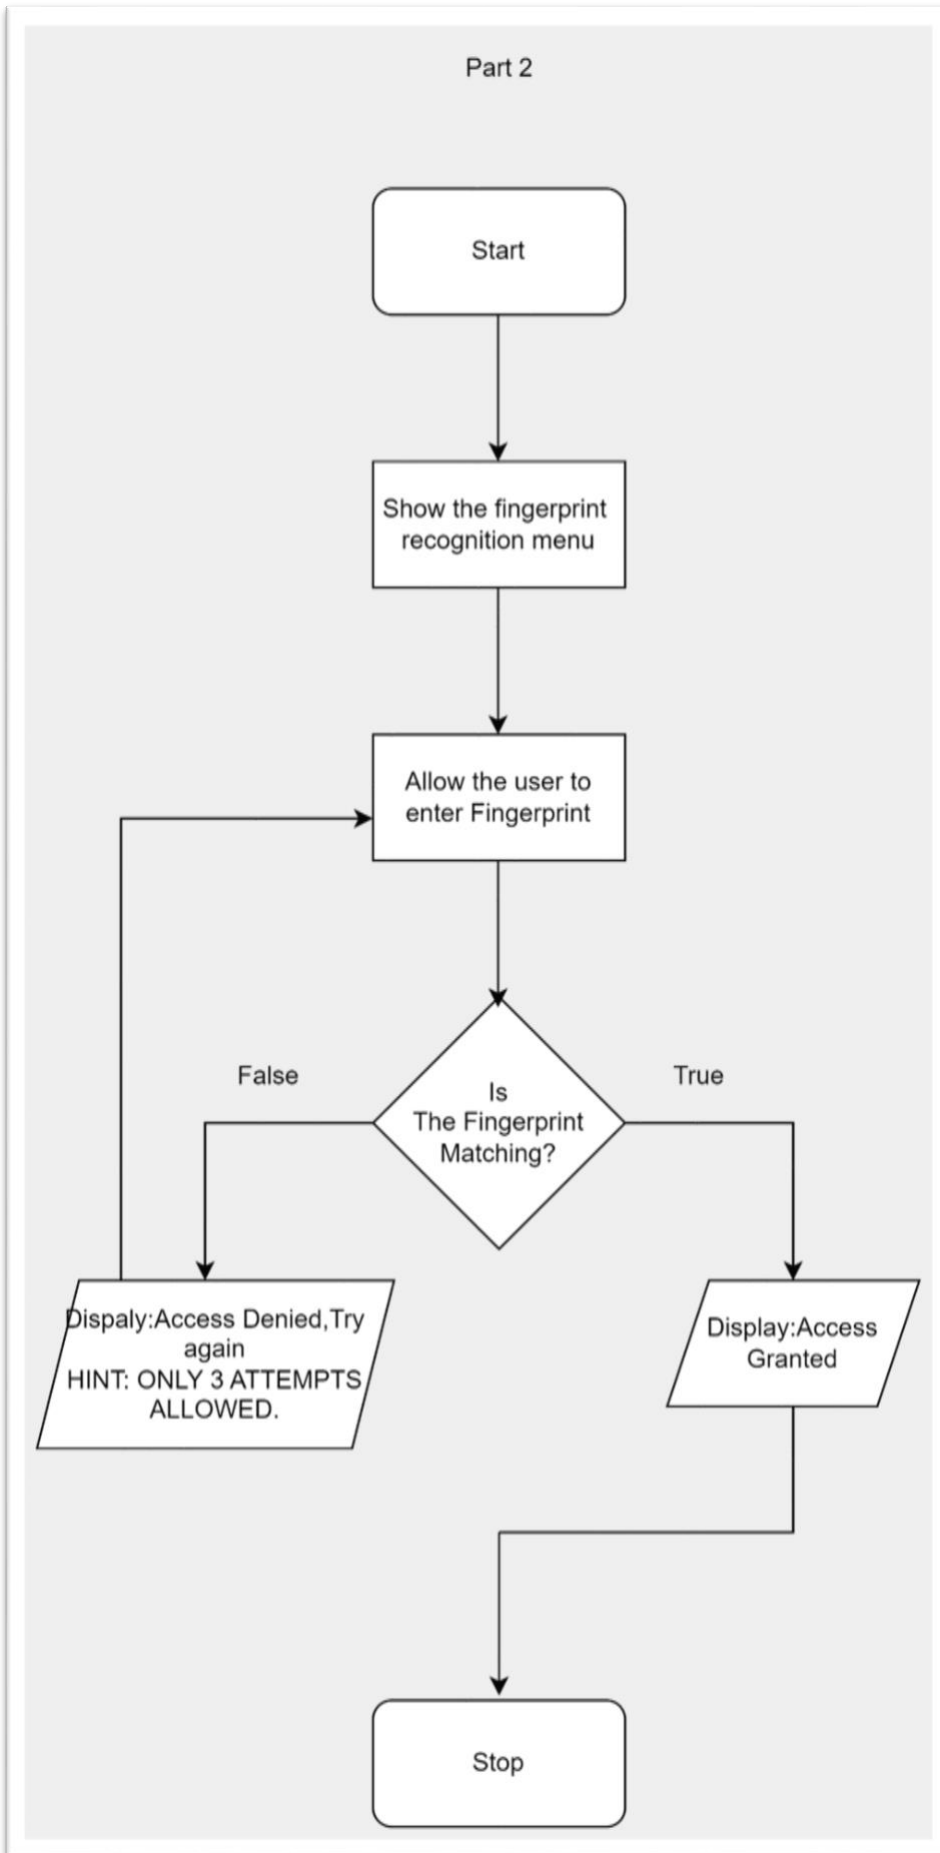 Part 2
Start
Show the fingerprint
recognition menu
Allow the user to
enter Fingerprint
Is
The Fingerprint
Matching?
False
True
Dispaly:Access Denied,Try
again
HINT: ONLY 3 ATTEMPTS
ALLOWED.
Display:Access
Granted
Stop